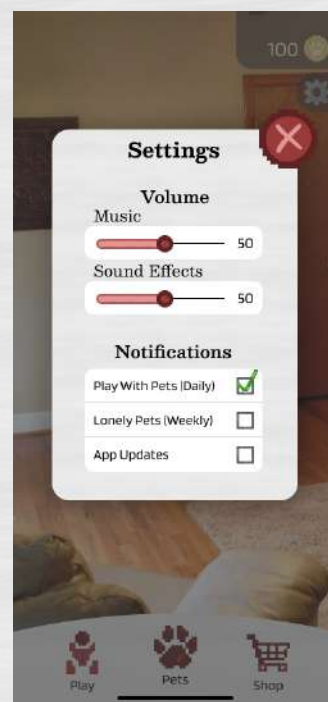 100
Settings
Volume
Music
50
Sound Effects
50
Notifications
Play With Pets (Daily)
Lonely Pets (Weekly)
App Updates
Play
Pets
Shop